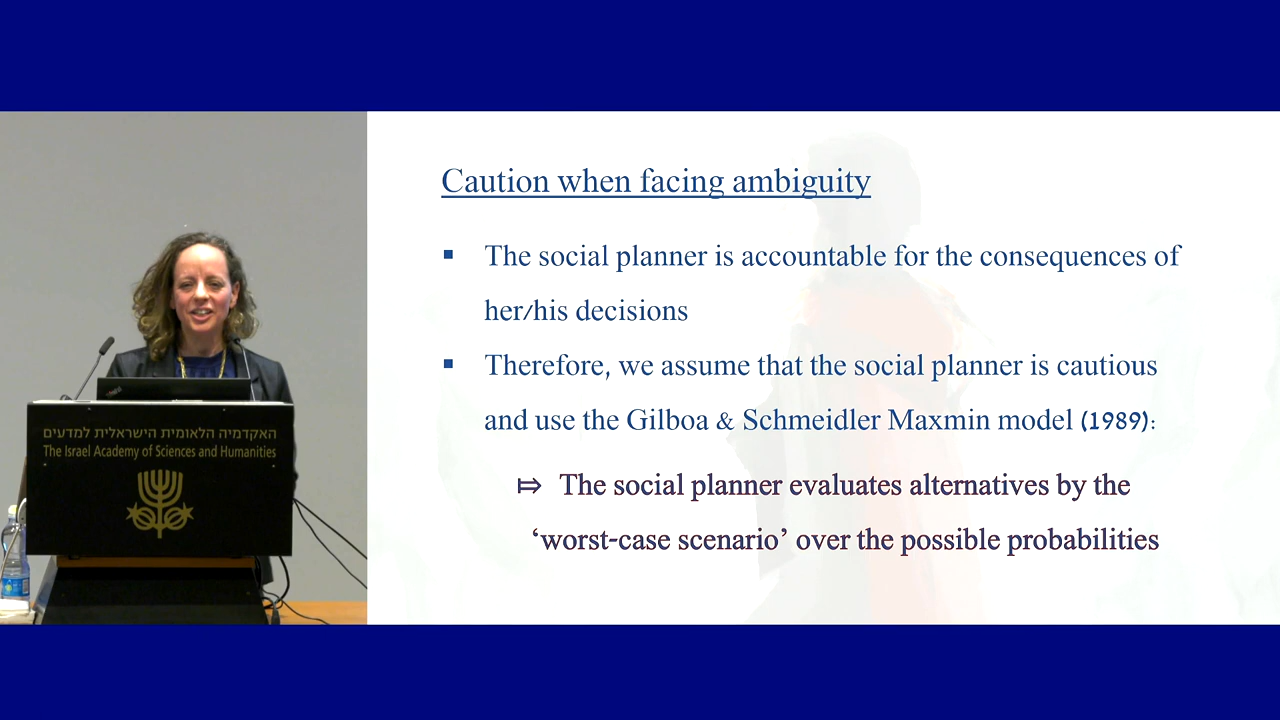 האקדמיה הלאומית הישראלית למדעים
The Israel Academy of Sciences and Humanities
Caution when facing ambiguity
▪ The social planner is accountable for the consequences of
her/his decisions
▪ Therefore, we assume that the social planner is cautious
and use the Gilboa & Schmeidler Maxmin model (1989):
⤇ The social planner evaluates alternatives by the
‘worst-case scenario’ over the possible probabilities